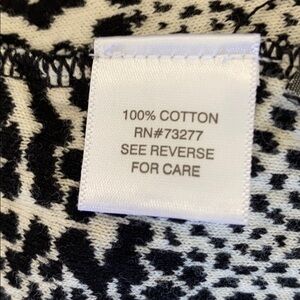 100% COTTON
RN#73277
SEE REVERSE
FOR CARE